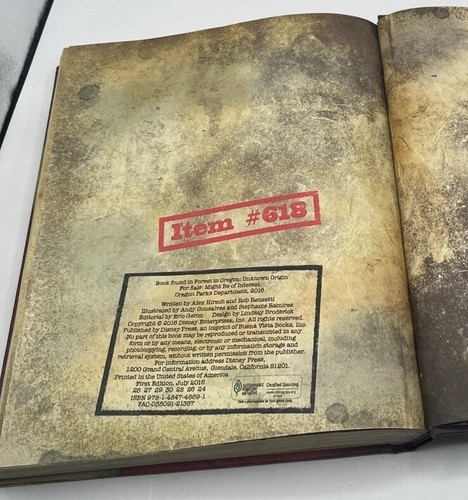 Item #618
Book found in Forest in Oregon: Unknown Origin
For Sale: Might Be of Interest.
Oregon Parks Department, 2016
Written by Alex Hirsch and Rob Renzetti
Illustrated by Andy Gonsalves and Stephanie Ramirez
Editorial by Eric Geron Design by Lindsay Broderick
Copyright © 2016 Disney Enterprises, Inc. All rights reserved.
Published by Disney Press, an imprint of Buena Vista Books, Inc.
No part of this book may be reproduced or transmitted in any
form or by any means, electronic or mechanical, including
photocopying, recording, or by any information storage and
retrieval system, without written permission from the publisher.
For information address Disney Press,
1200 Grand Central Avenue, Glendale, California 91201.
Printed in the United States of America
First Edition, July 2016
25 27 29 30 28 26 24
ISBN 978-1-4847-4669-1
FAC-038091-21357
SUSTAINABLE FORESTRY INITIATIVE
Certified Sourcing